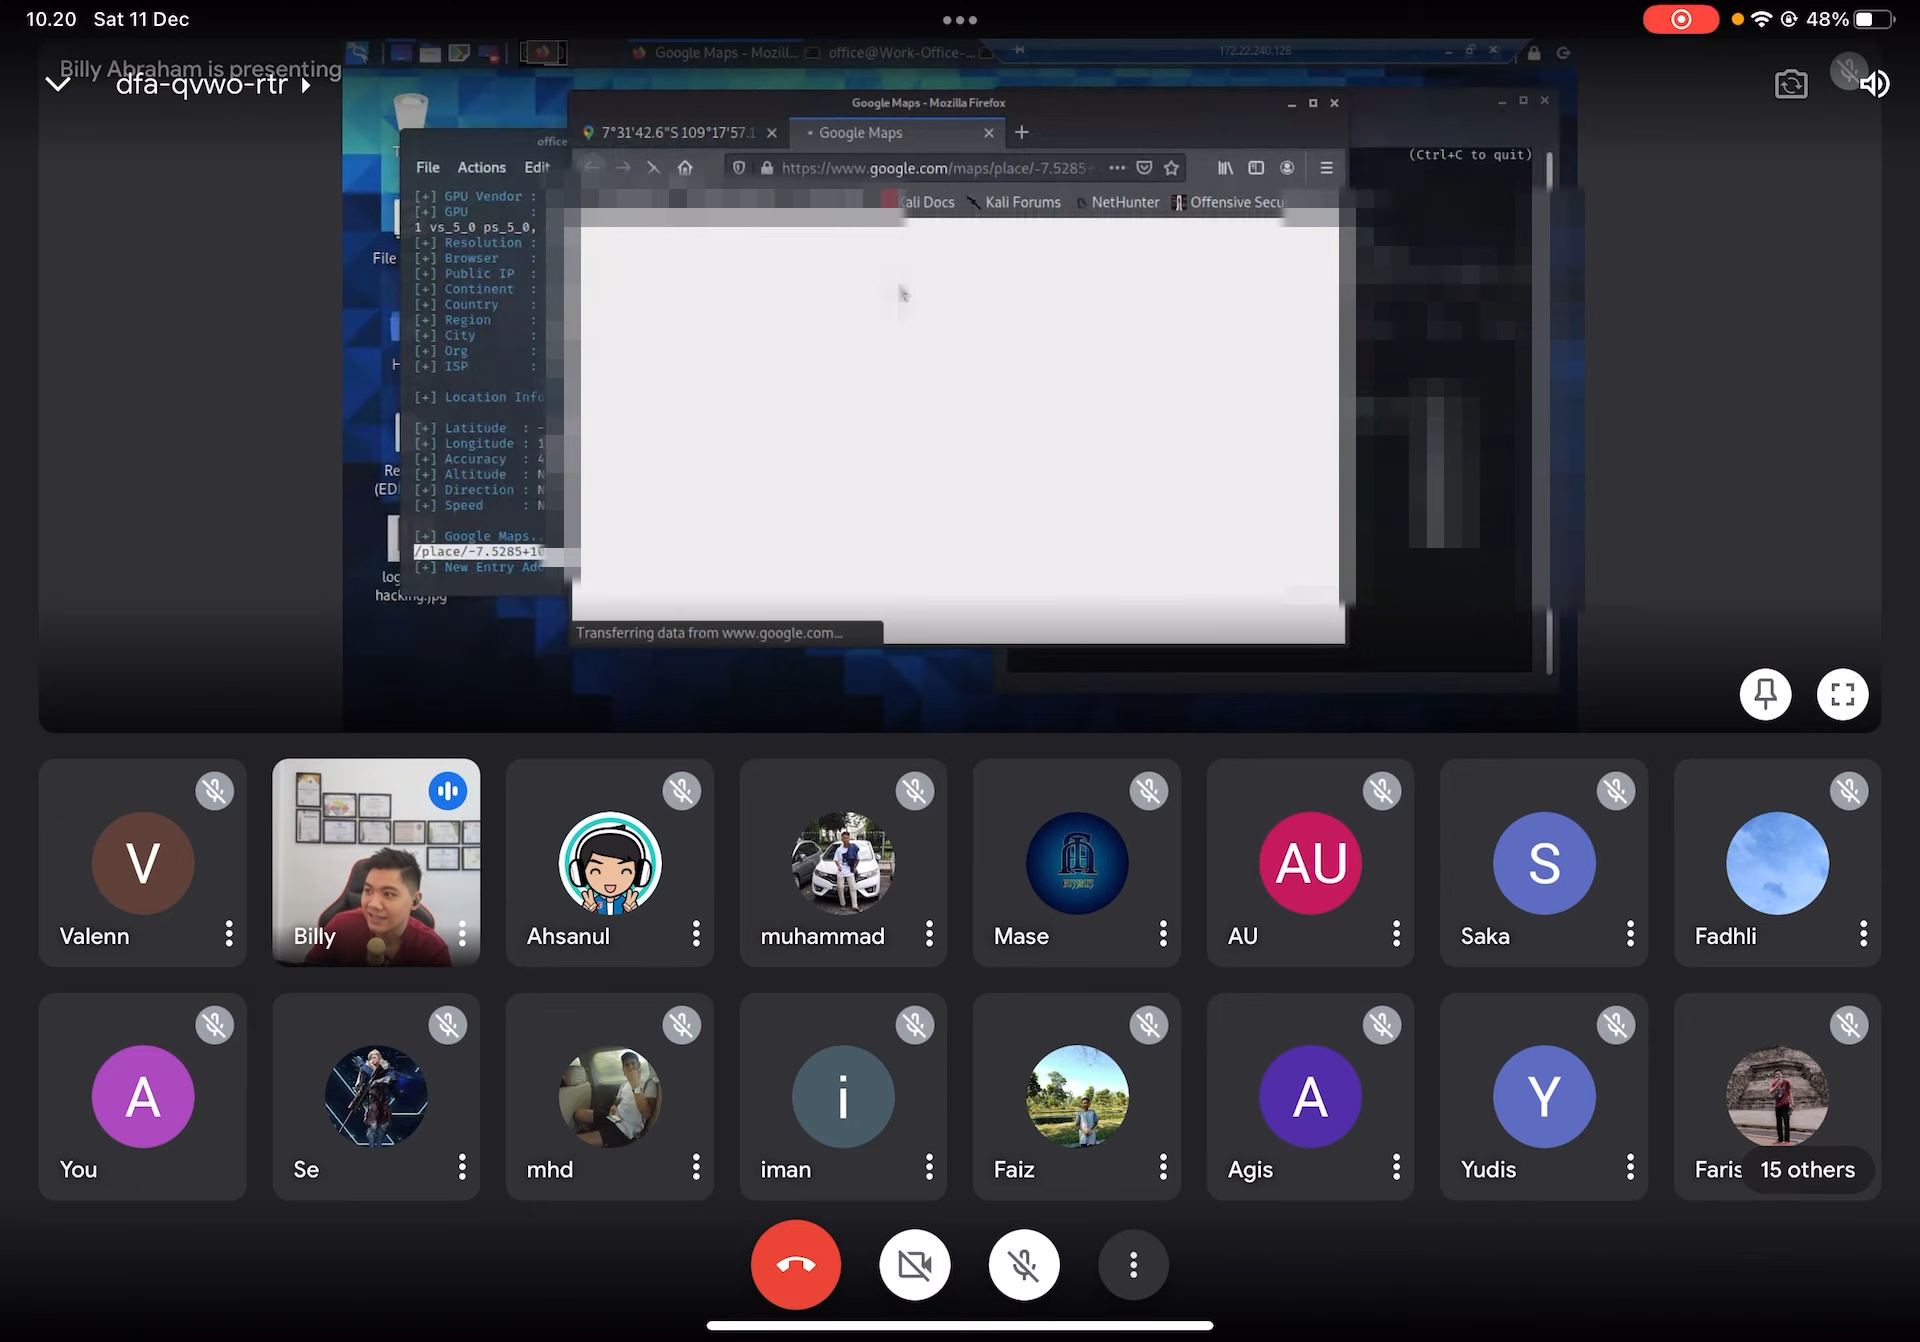 10.20 Sat 11 Dec
48%
Billy Abraham is presenting
dfa-qvwo-rtr
Google Maps - Mozill...
office@Work-Office-...
172.22.240.128
Google Maps - Mozilla Firefox
7°31'42.6"S 109°17'57.1
Google Maps
office
File Actions Edit
https://www.google.com/maps/place/-7.5285+
(Ctrl+C to quit)
Kali Docs Kali Forums NetHunter Offensive Secu
[+] GPU Vendor :
[+] GPU :
1 vs_5_0 ps_5_0,
[+] Resolution :
[+] Browser :
[+] Public IP :
[+] Continent :
[+] Country :
[+] Region :
[+] City :
[+] Org :
[+] ISP :
[+] Location Info
[+] Latitude : -
[+] Longitude : 1
[+] Accuracy : 4
[+] Altitude : N
[+] Direction : N
[+] Speed : N
[+] Google Maps..
/place/-7.5285+10
[+] New Entry Add
File
H
Re
(ED
log
hacking.jpg
Transferring data from www.google.com...
V
Valenn
Billy
Ahsanul
muhammad
Mase
AU
AU
S
Saka
Fadhli
A
You
Se
mhd
i
iman
Faiz
A
Agis
Y
Yudis
Faris
15 others